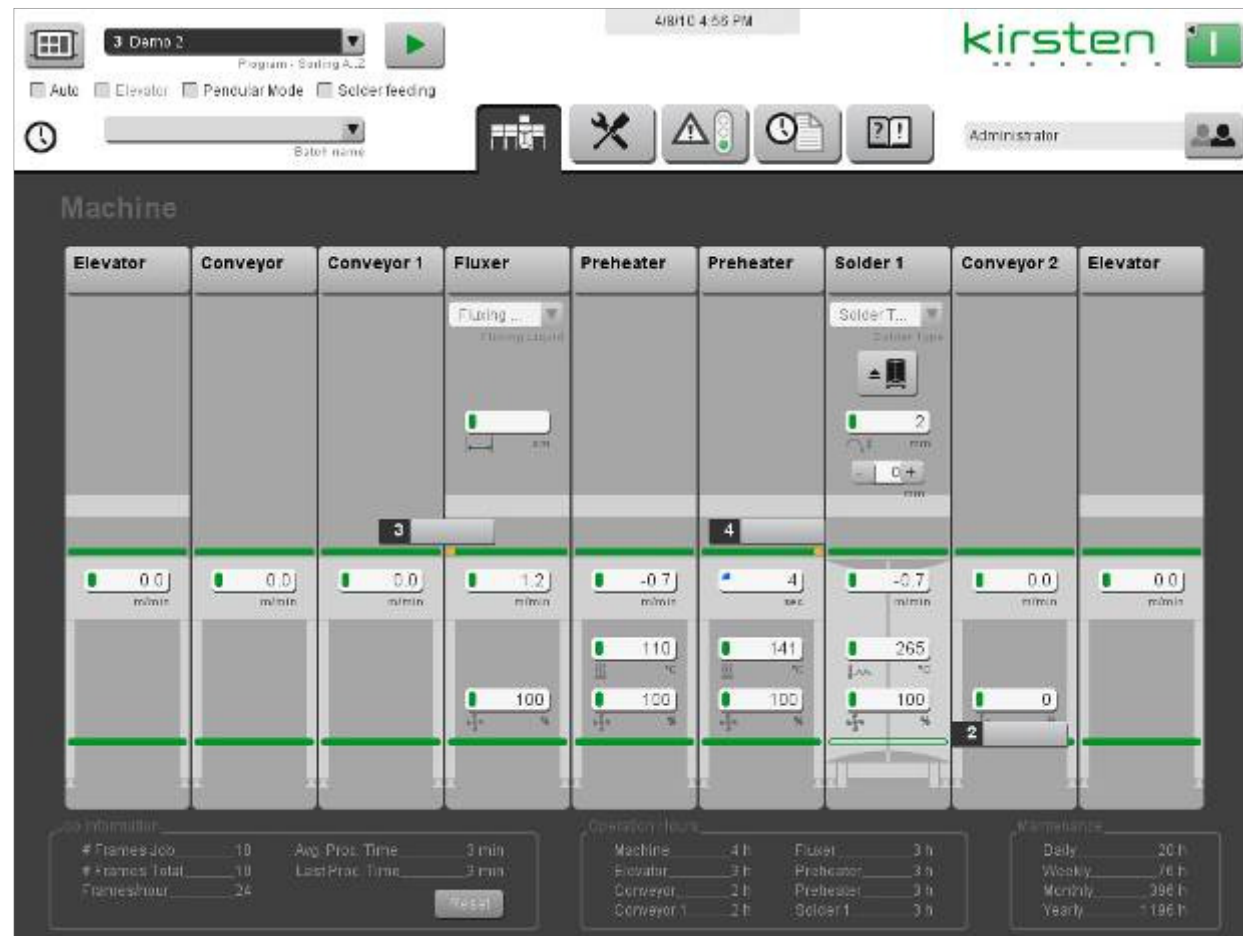 4/8/10 4:56 PM
3 Demo 2
Program - Sorting A..Z
kirsten
Auto Elevator Pendular Mode Solder feeding
Batch name
Administrator
Machine
Elevator Conveyor Conveyor 1 Fluxer Preheater Preheater Solder 1 Conveyor 2 Elevator
Fluxing ... Solder T...
Fluxing Liquid Solder Type
2
cm mm
- 0 +
mm
3 4
0.0 0.0 0.0 1.2 -0.7 4 -0.7 0.0 0.0
m/min m/min m/min m/min m/min sec m/min m/min m/min
110 141 265
°C °C °C
100 100 100 100 0
% % % %
2
Job Information Operation Hours Maintenance
# Frames Job 18 Avg. Proc. Time 3 min Machine 4 h Fluxer 3 h Daily 20 h
# Frames Total 18 Last Proc. Time 3 min Elevator 3 h Preheater 3 h Weekly 76 h
Frames/hour 24 Conveyor 2 h Preheater 3 h Monthly 396 h
Reset Conveyor 1 2 h Solder 1 3 h Yearly 1196 h